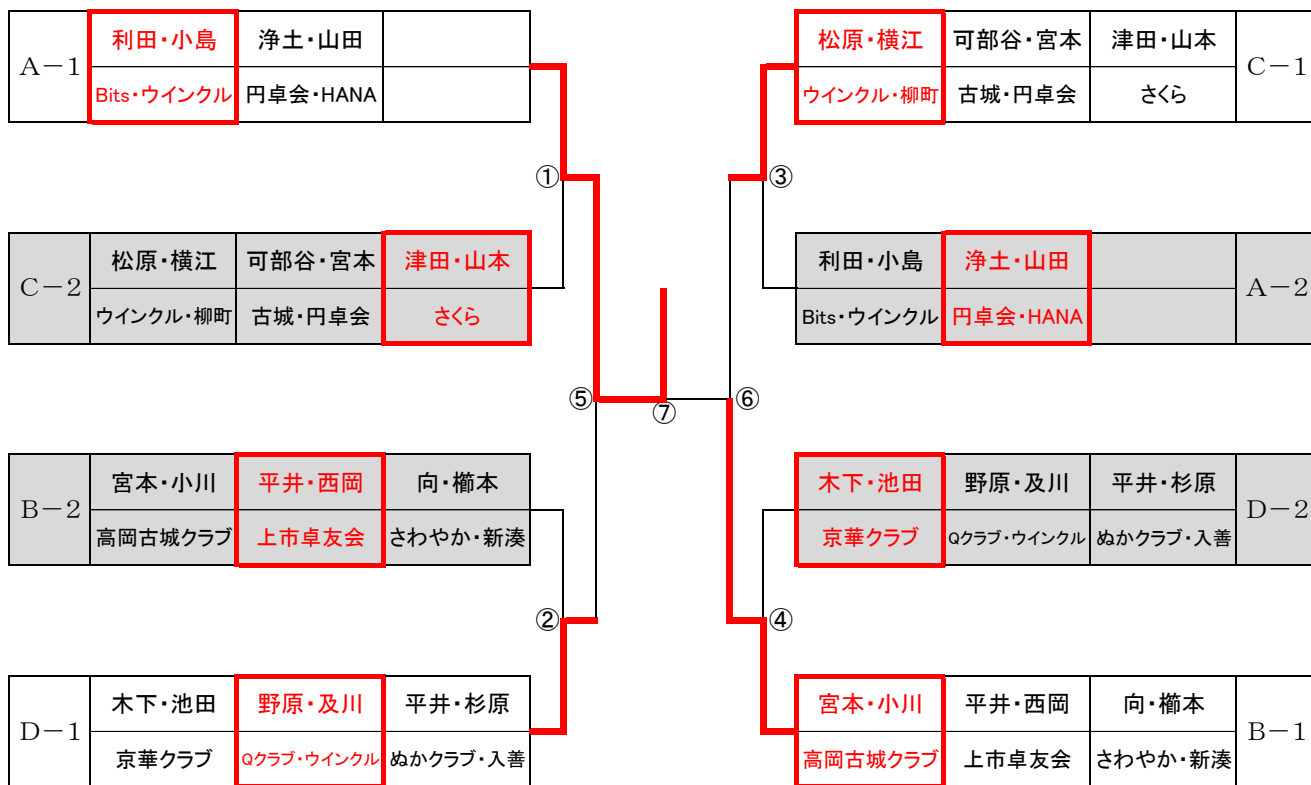 A-1 利田・小島 浄土・山田
Bits・ウインクル 円卓会・HANA
松原・横江 可部谷・宮本 津田・山本 C-1
ウインクル・柳町 古城・円卓会 さくら
① ③
C-2 松原・横江 可部谷・宮本 津田・山本
ウインクル・柳町 古城・円卓会 さくら
利田・小島 浄土・山田 A-2
Bits・ウインクル 円卓会・HANA
⑤ ⑦ ⑥
B-2 宮本・小川 平井・西岡 向・櫛本
高岡古城クラブ 上市卓友会 さわやか・新湊
木下・池田 野原・及川 平井・杉原 D-2
京華クラブ Qクラブ・ウインクル ぬかクラブ・入善
② ④
D-1 木下・池田 野原・及川 平井・杉原
京華クラブ Qクラブ・ウインクル ぬかクラブ・入善
宮本・小川 平井・西岡 向・櫛本 B-1
高岡古城クラブ 上市卓友会 さわやか・新湊